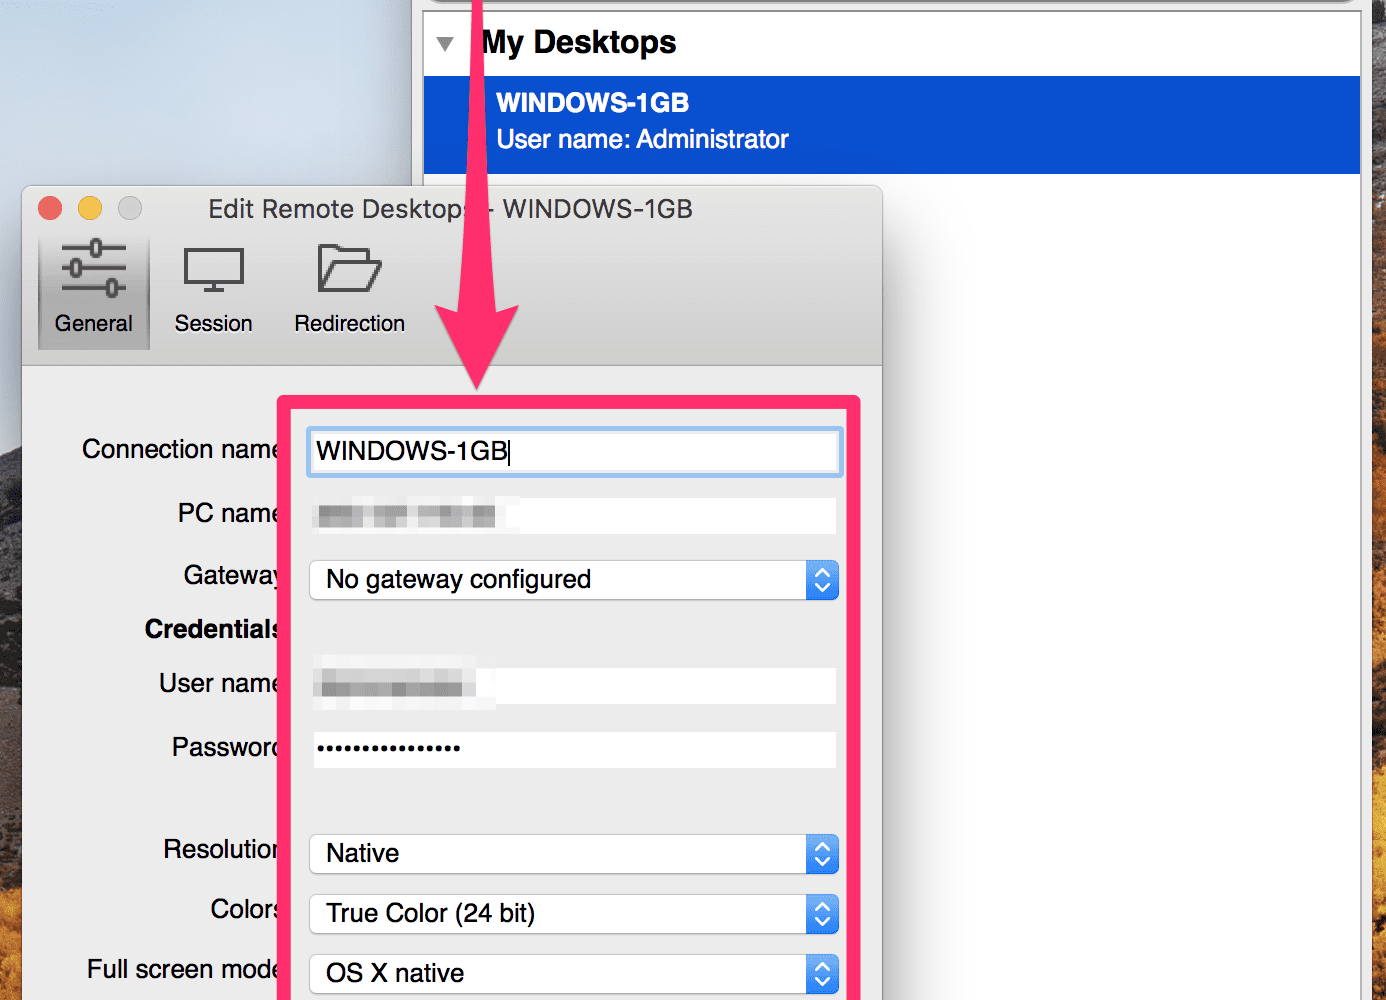 My Desktops
WINDOWS-1GB
User name: Administrator
Edit Remote Desktops - WINDOWS-1GB
General
Session
Redirection
Connection name
WINDOWS-1GB
PC name
Gateway
No gateway configured
Credentials
User name
Password
••••••••••••••••
Resolution
Native
Colors
True Color (24 bit)
Full screen mode
OS X native